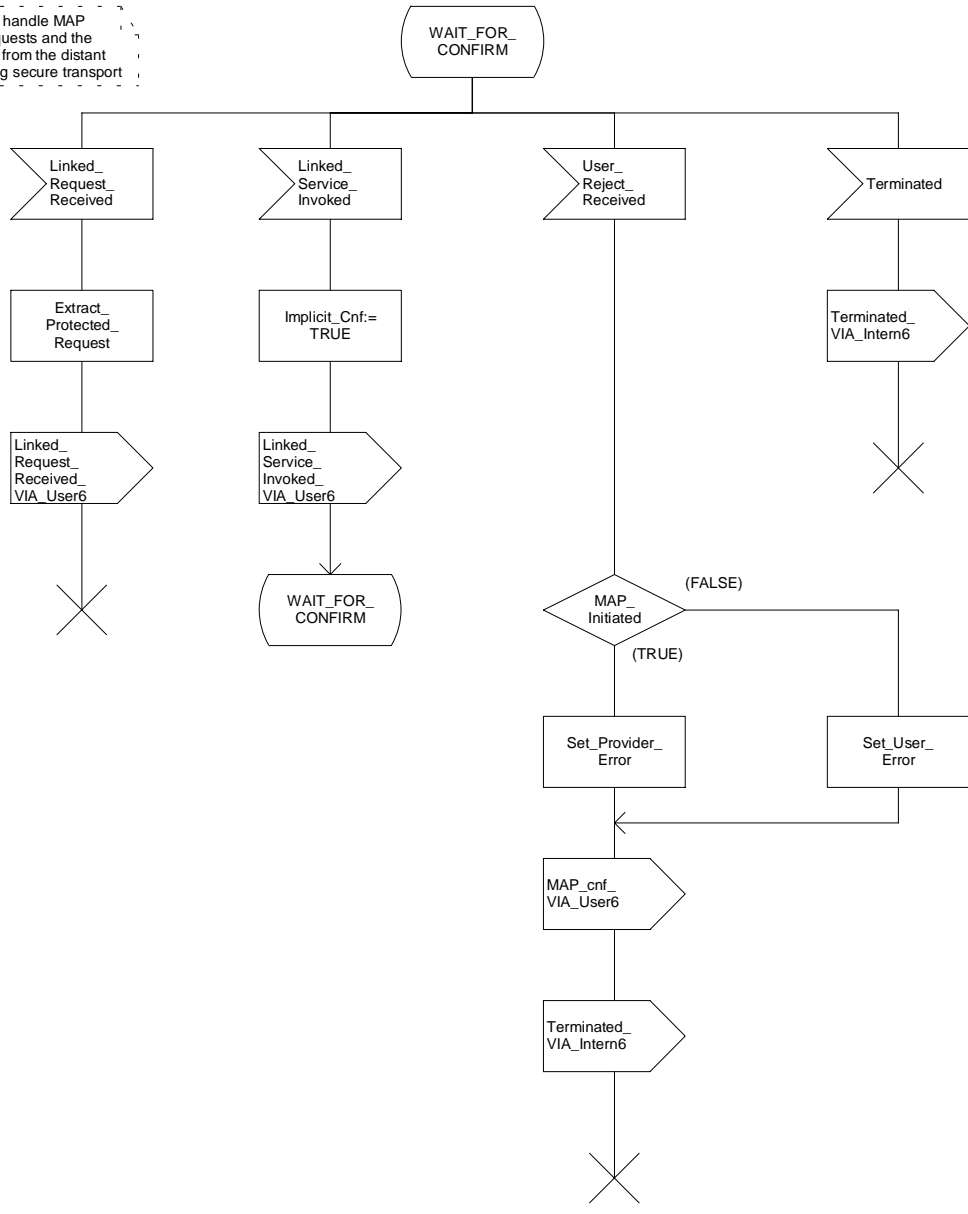 handle MAP
quests and the
from the distant
g secure transport
WAIT_FOR_
CONFIRM
Linked_
Request_
Received
Linked_
Service_
Invoked
User_
Reject_
Received
Terminated
Extract_
Protected_
Request
Implicit_Cnf:=
TRUE
Terminated_
VIA_Intern6
Linked_
Request_
Received_
VIA_User6
Linked_
Service_
Invoked_
VIA_User6
WAIT_FOR_
CONFIRM
MAP_
Initiated
(FALSE)
(TRUE)
Set_Provider_
Error
Set_User_
Error
MAP_cnf_
VIA_User6
Terminated_
VIA_Intern6